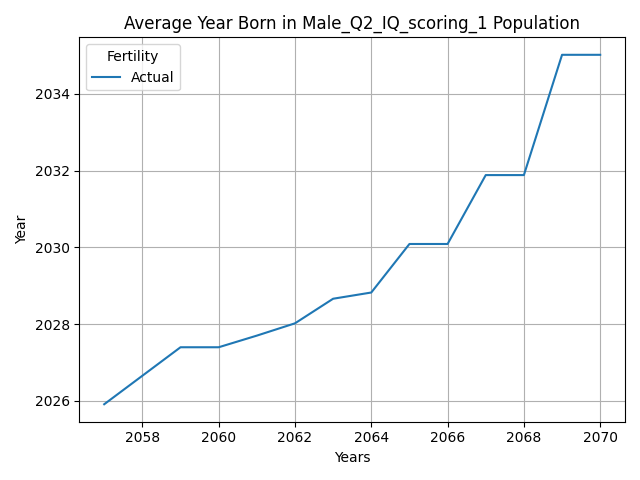 Average Year Born in Male_Q2_IQ_scoring_1 Population
Fertility
Actual
2034
2032
2030
2028
2026
Year
2058 2060 2062 2064 2066 2068 2070
Years